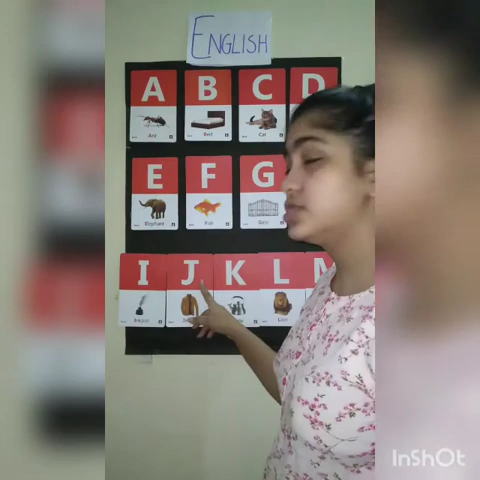 ENGLISH
A B C D
Ant Bed Cat
E F G
Elephant Fish Gate
I J K L M
Lion
InShOt